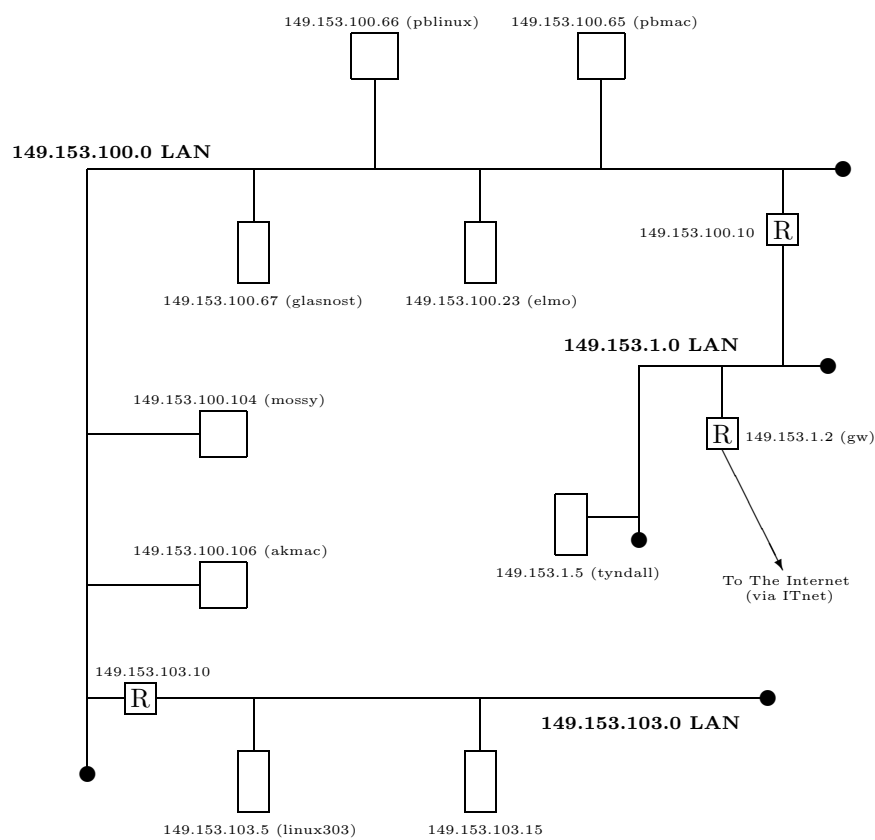 149.153.100.66 (pblinux)
149.153.100.65 (pbmac)
149.153.100.0 LAN
149.153.100.10
R
149.153.100.67 (glasnost)
149.153.100.23 (elmo)
149.153.1.0 LAN
149.153.100.104 (mossy)
R
149.153.1.2 (gw)
149.153.100.106 (akmac)
149.153.1.5 (tyndall)
To The Internet
(via ITnet)
149.153.103.10
R
149.153.103.0 LAN
149.153.103.5 (linux303)
149.153.103.15